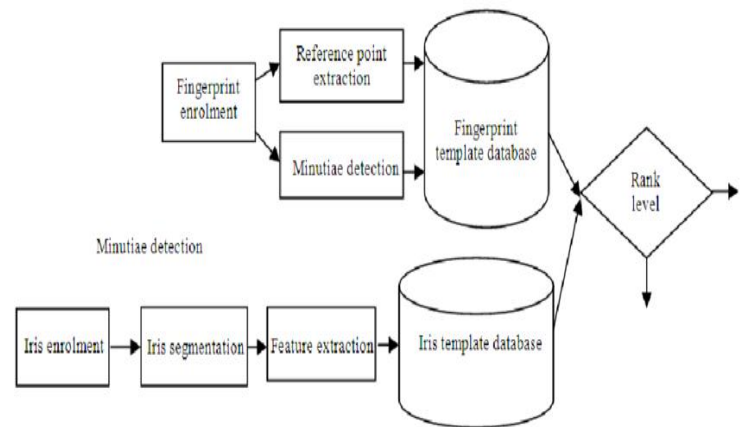 Fingerprint
enrolment
Reference point
extraction
Minutiae detection
Fingerprint
template database
Rank
level
Minutiae detection
Iris enrolment
Iris segmentation
Feature extraction
Iris template database